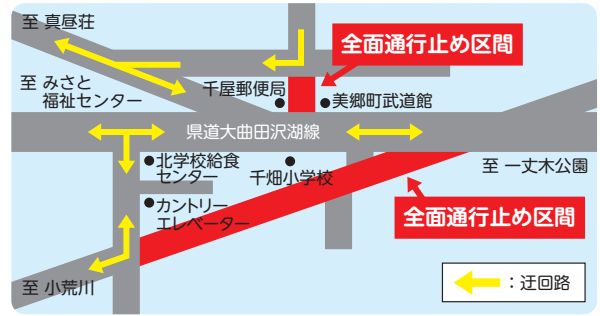 至 真昼荘
全面通行止め区間
至 みさと
福祉センター
千屋郵便局
美郷町武道館
県道大曲田沢湖線
北学校給食
センター
千畑小学校
至 一丈木公園
カントリー
エレベーター
全面通行止め区間
至 小荒川
：迂回路